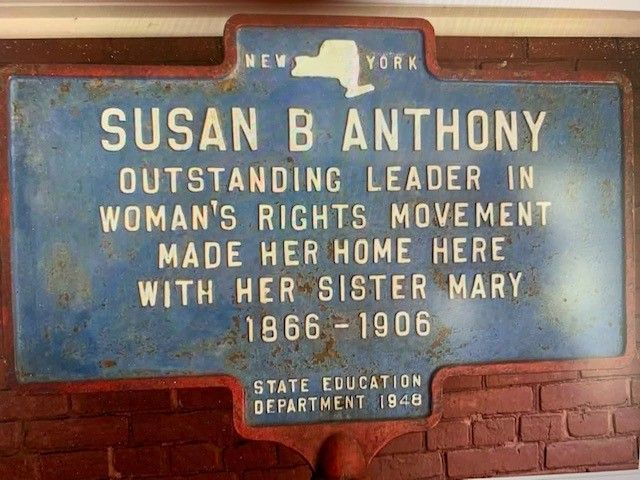 NEW YORK
SUSAN B ANTHONY
OUTSTANDING LEADER IN
WOMAN'S RIGHTS MOVEMENT
MADE HER HOME HERE
WITH HER SISTER MARY
1866 - 1906
STATE EDUCATION
DEPARTMENT 1948